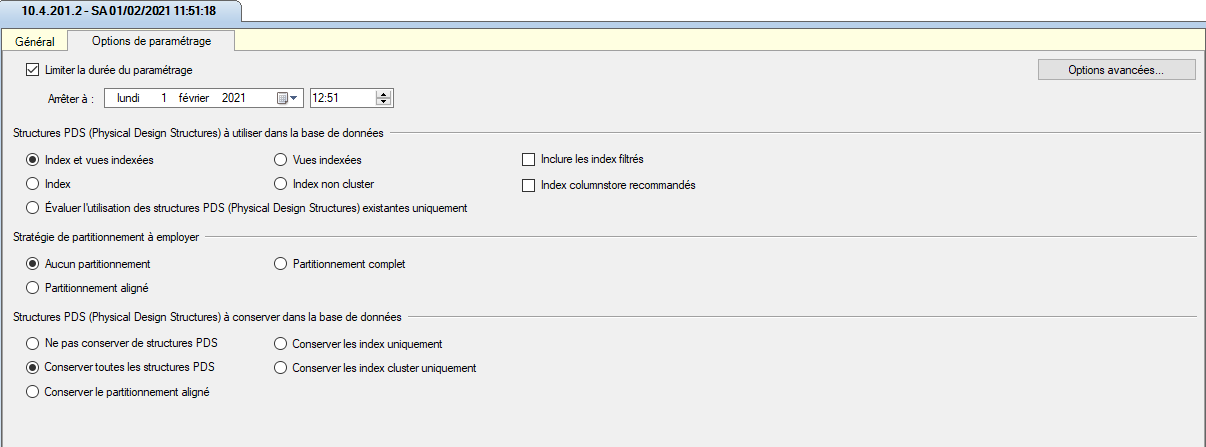 10.4.201.2 - SA 01/02/2021 11:51:18
Général Options de paramétrage
Limiter la durée du paramétrage Options avancées...
Arrêter à : lundi 1 février 2021 12:51
Structures PDS (Physical Design Structures) à utiliser dans la base de données
Index et vues indexées Vues indexées Inclure les index filtrés
Index Index non cluster Index columnstore recommandés
Évaluer l'utilisation des structures PDS (Physical Design Structures) existantes uniquement
Stratégie de partitionnement à employer
Aucun partitionnement Partitionnement complet
Partitionnement aligné
Structures PDS (Physical Design Structures) à conserver dans la base de données
Ne pas conserver de structures PDS Conserver les index uniquement
Conserver toutes les structures PDS Conserver les index cluster uniquement
Conserver le partitionnement aligné